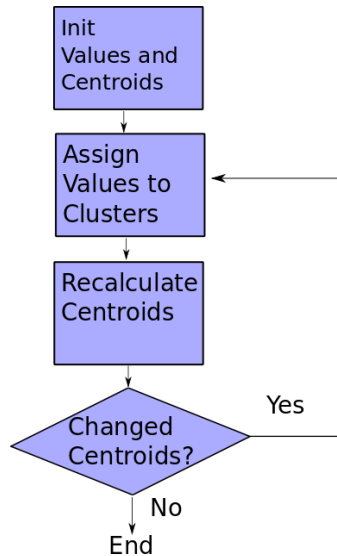 Init
Values and
Centroids
Assign
Values to
Clusters
Recalculate
Centroids
Changed
Centroids?
Yes
No
End